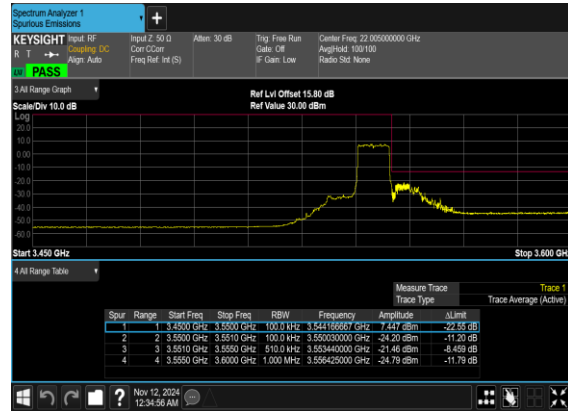 Spectrum Analyzer 1
Spurious Emissions
+
KEYSIGHT Input: RF Input Z: 50 Ω Atten: 30 dB Trig: Free Run Center Freq: 22.005000000 GHz
R T Coupling: DC Corr CCorr Gate: Off Avg|Hold: 100/100
Align: Auto Freq Ref: Int (S) IF Gain: Low Radio Std: None
PASS
3 All Range Graph
Ref Lvl Offset 15.80 dB
Scale/Div 10.0 dB Ref Value 30.00 dBm
Log
20.0
10.0
0.00
-10.0
-20.0
-30.0
-40.0
-50.0
-60.0
Start 3.450 GHz Stop 3.600 GHz
4 All Range Table
Measure Trace Trace 1
Trace Type Trace Average (Active)
Spur Range Start Freq Stop Freq RBW Frequency Amplitude ΔLimit
1 1 3.4500 GHz 3.5500 GHz 100.0 kHz 3.544166667 GHz 7.447 dBm -22.55 dB
2 2 3.5500 GHz 3.5510 GHz 100.0 kHz 3.550030000 GHz -24.20 dBm -11.20 dB
3 3 3.5510 GHz 3.5550 GHz 510.0 kHz 3.553440000 GHz -21.46 dBm -8.459 dB
4 4 3.5550 GHz 3.6000 GHz 1.000 MHz 3.556425000 GHz -24.79 dBm -11.79 dB
? Nov 12, 2024
12:34:56 AM